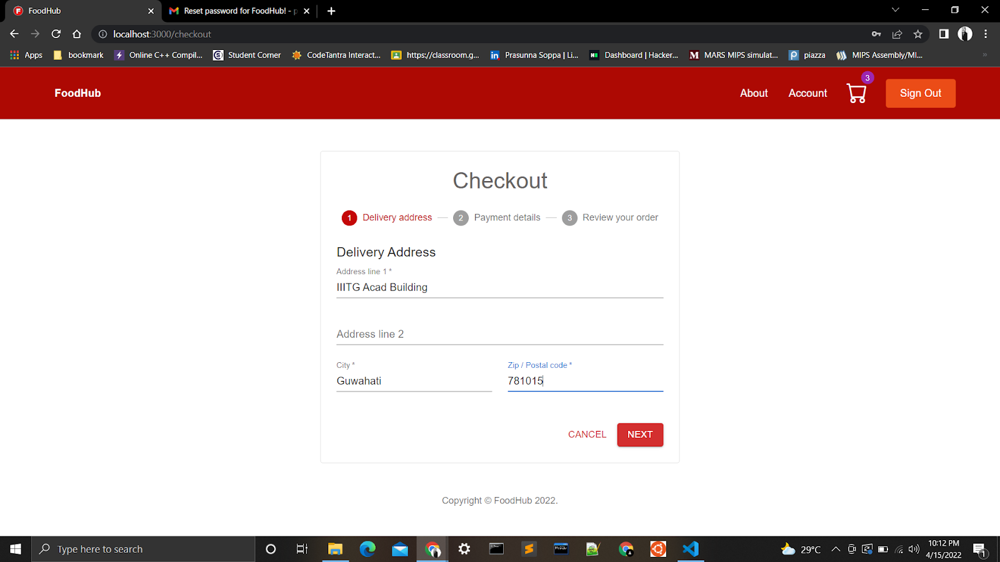 FoodHub
Reset password for FoodHub! - p
localhost:3000/checkout
Apps
bookmark
Online C++ Compil...
Student Corner
CodeTantra Interact...
https://classroom.g...
Prasunna Soppa | Li...
Dashboard | Hacker...
MARS MIPS simulat...
piazza
MIPS Assembly/MI...
»
FoodHub
About
Account
3
Sign Out
Checkout
1 Delivery address
2 Payment details
3 Review your order
Delivery Address
Address line 1 *
IIITG Acad Building
Address line 2
City *
Guwahati
Zip / Postal code *
781015
CANCEL
NEXT
Copyright © FoodHub 2022.
Type here to search
29°C
10:12 PM
4/15/2022
1